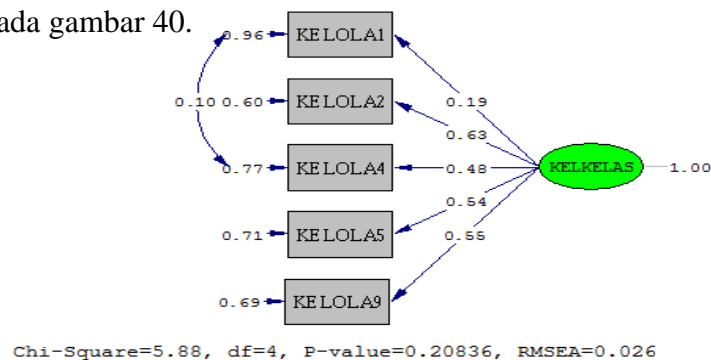 ada gambar 40.
0.96 KELOLA1
0.10 0.60 KELOLA2 0.19
0.63
0.77 KELOLA4 0.48 KELKELAS 1.00
0.54
0.71 KELOLA5 0.55
0.69 KELOLA9
Chi-Square=5.88, df=4, P-value=0.20836, RMSEA=0.026